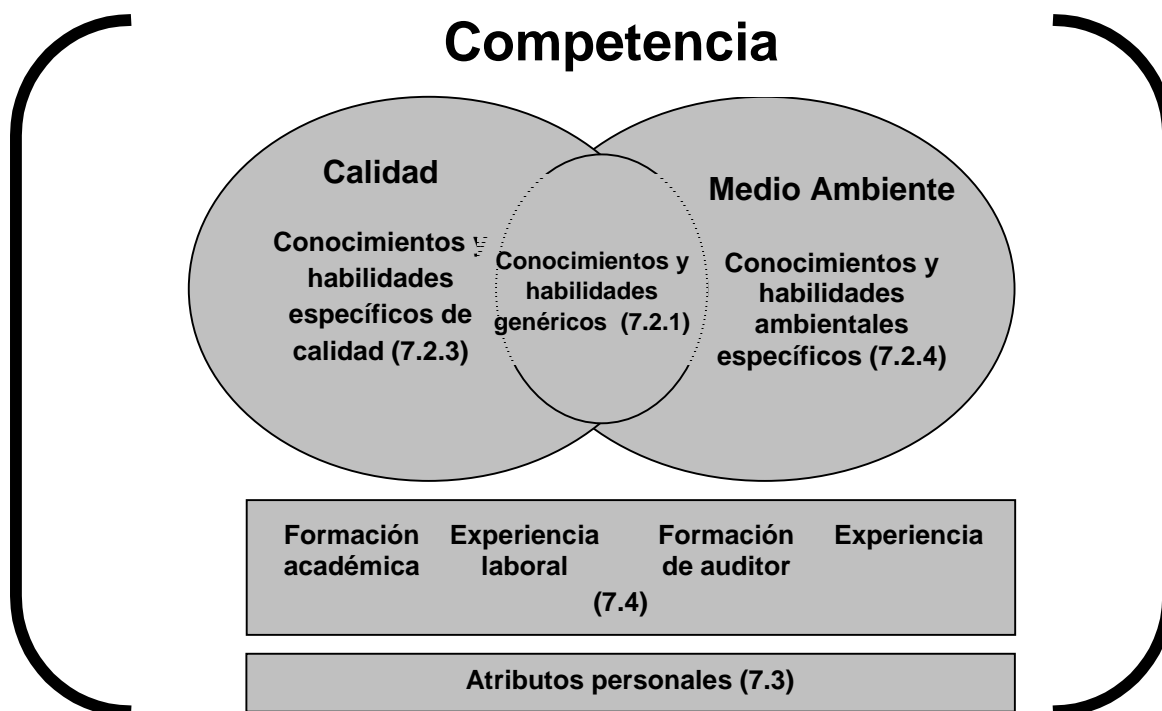 Competencia
Calidad
Conocimientos y
habilidades
específicos de
calidad (7.2.3)
Conocimientos y
habilidades
genéricos (7.2.1)
Medio Ambiente
Conocimientos y
habilidades
ambientales
específicos (7.2.4)
Formación
académica
Experiencia
laboral
Formación
de auditor
Experiencia
(7.4)
Atributos personales (7.3)